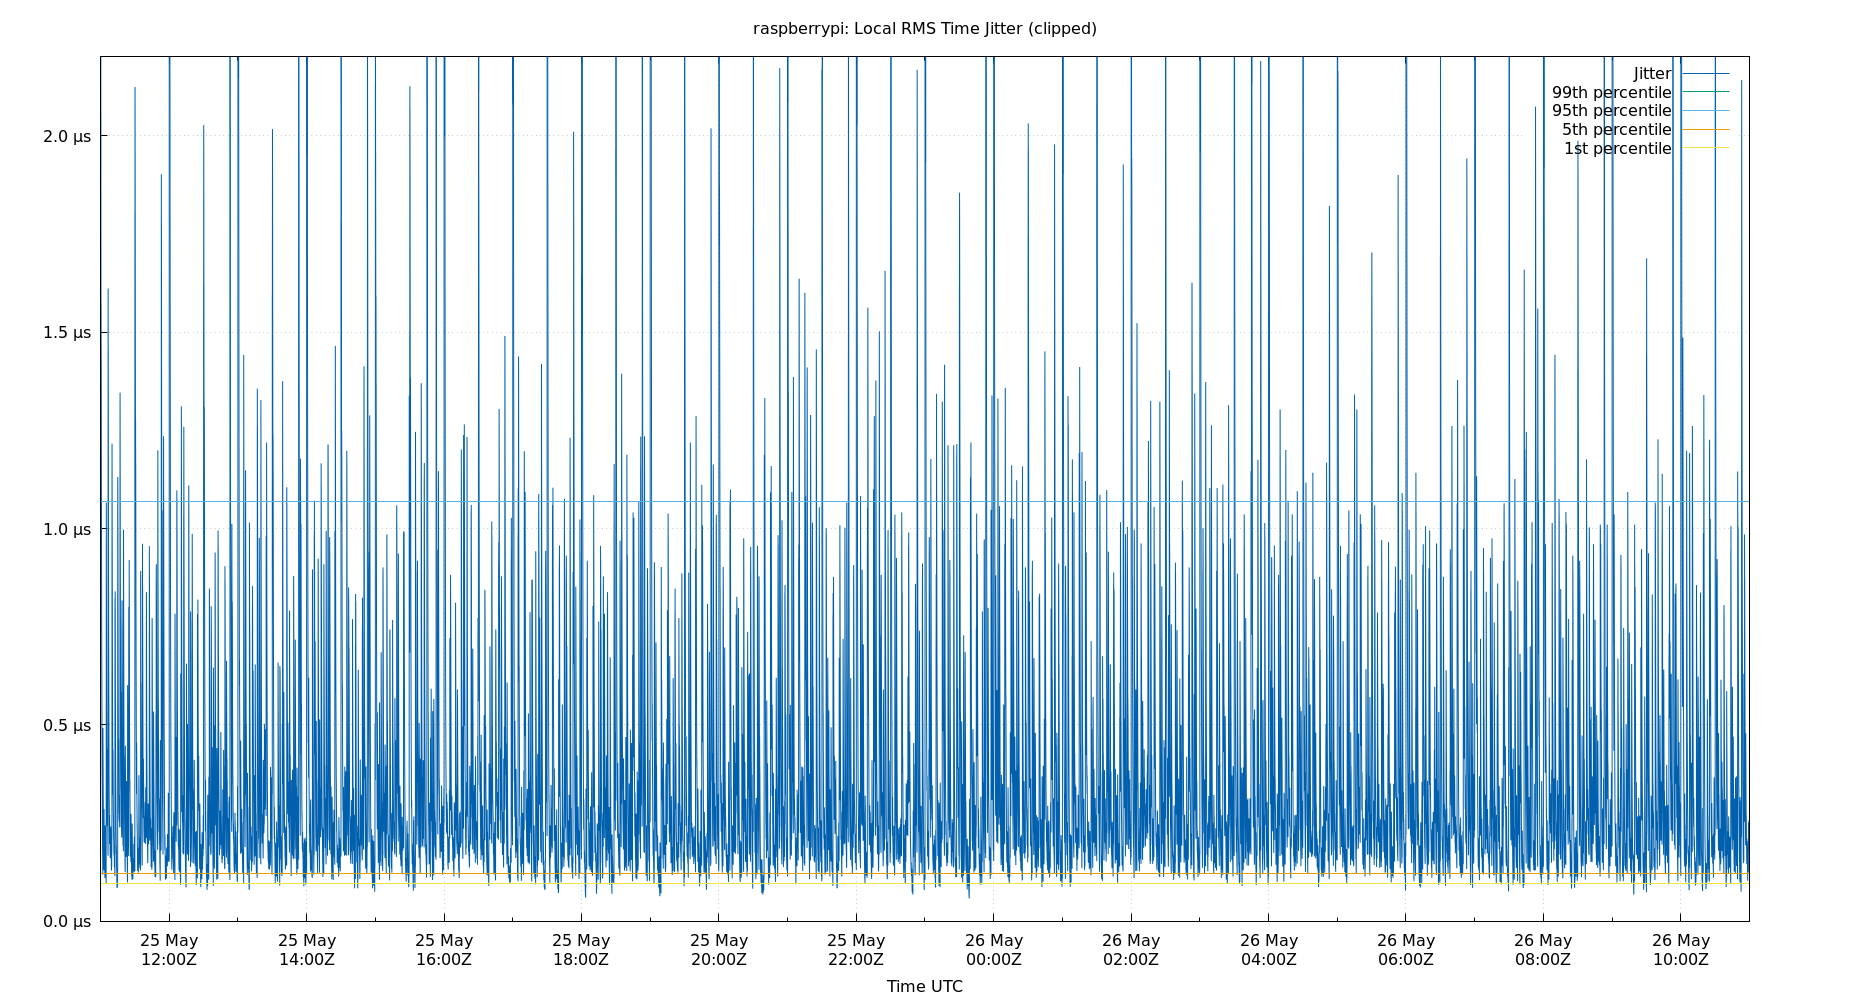 raspberrypi: Local RMS Time Jitter (clipped)
Jitter
99th percentile
95th percentile
5th percentile
1st percentile
2.0 µs
1.5 µs
1.0 µs
0.5 µs
0.0 µs
25 May 25 May 25 May 25 May 25 May 25 May 26 May 26 May 26 May 26 May 26 May 26 May
12:00Z 14:00Z 16:00Z 18:00Z 20:00Z 22:00Z 00:00Z 02:00Z 04:00Z 06:00Z 08:00Z 10:00Z
Time UTC